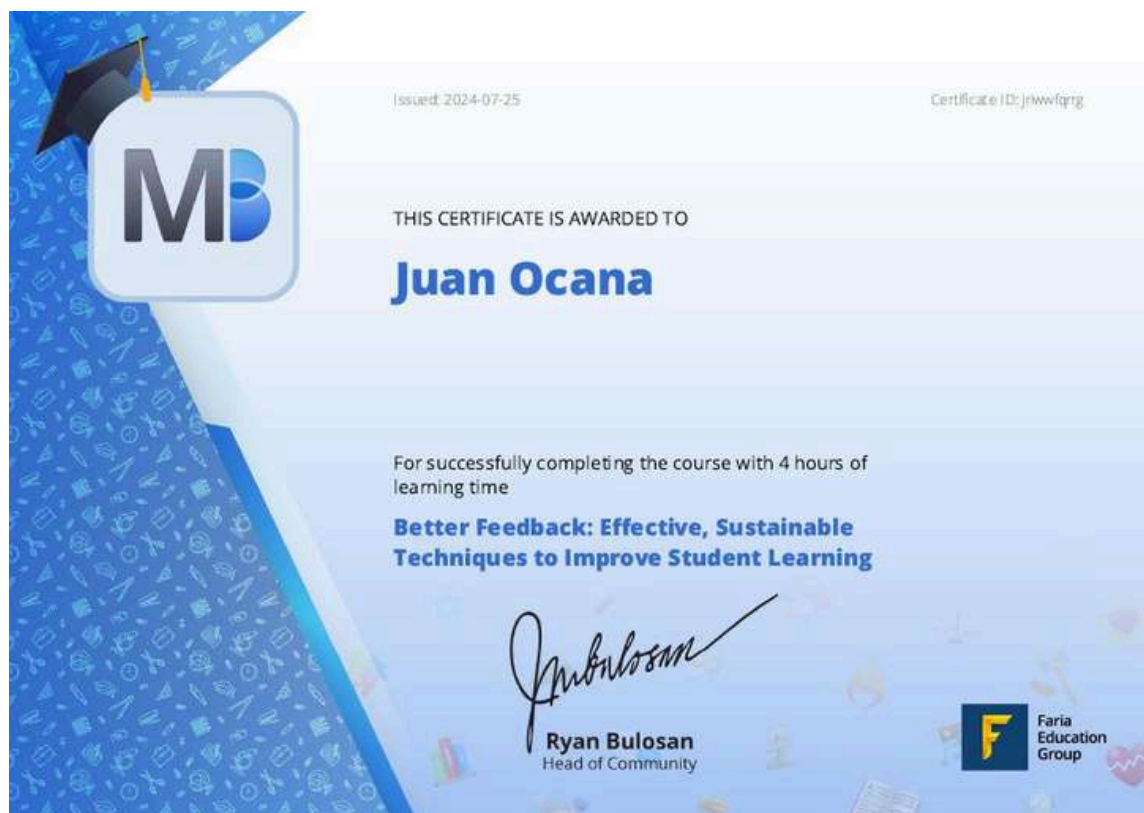 Issued: 2024-07-25
Certificate ID:
MB
THIS CERTIFICATE IS AWARDED TO
Juan Ocana
For successfully completing the course with 4 hours of
learning time
Better Feedback: Effective, Sustainable
Techniques to Improve Student Learning
Ryan Bulosan
Head of Community
F
Faria
Education
Group